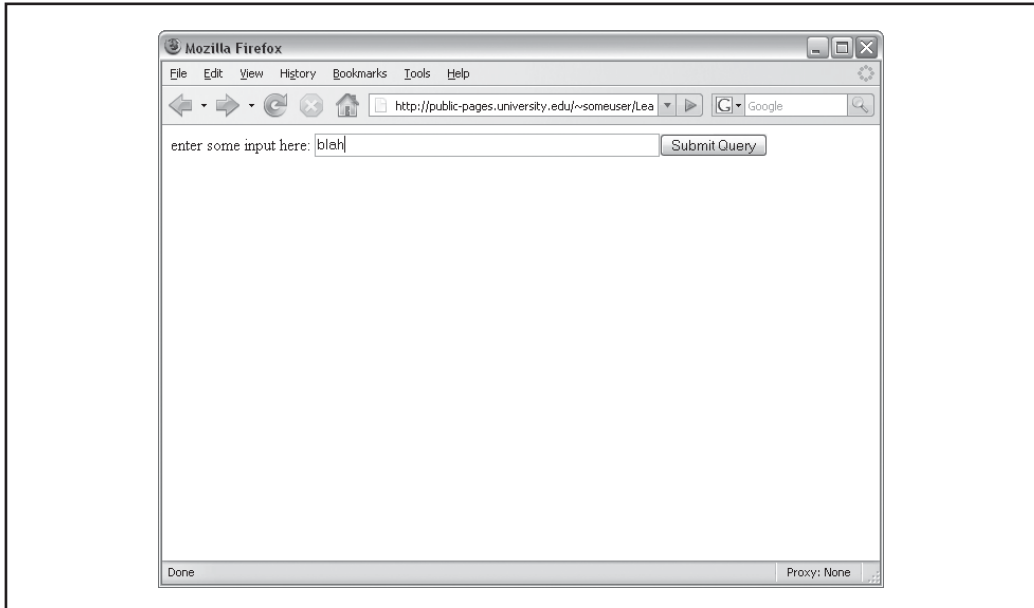 Mozilla Firefox
File Edit View History Bookmarks Tools Help
http://public-pages.university.edu/~someuser/Lea G Google
enter some input here: blah Submit Query
Done Proxy: None